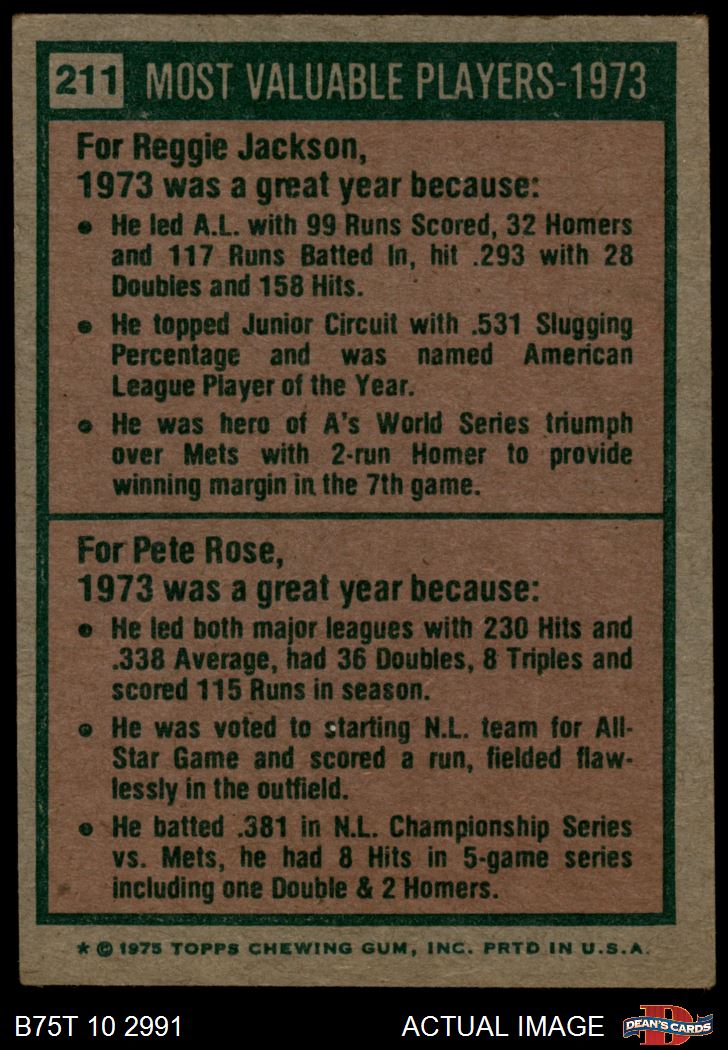 211 MOST VALUABLE PLAYERS-1973
For Reggie Jackson,
1973 was a great year because:
• He led A.L. with 99 Runs Scored, 32 Homers
and 117 Runs Batted In, hit .293 with 28
Doubles and 158 Hits.
• He topped Junior Circuit with .531 Slugging
Percentage and was named American
League Player of the Year.
• He was hero of A's World Series triumph
over Mets with 2-run Homer to provide
winning margin in the 7th game.
For Pete Rose,
1973 was a great year because:
• He led both major leagues with 230 Hits and
.338 Average, had 36 Doubles, 8 Triples and
scored 115 Runs in season.
• He was voted to starting N.L. team for All-
Star Game and scored a run, fielded flaw-
lessly in the outfield.
• He batted .381 in N.L. Championship Series
vs. Mets, he had 8 Hits in 5-game series
including one Double & 2 Homers.
* © 1975 TOPPS CHEWING GUM, INC. PRTD IN U.S.A.
B75T 10 2991 ACTUAL IMAGE D DEAN'S CARDS